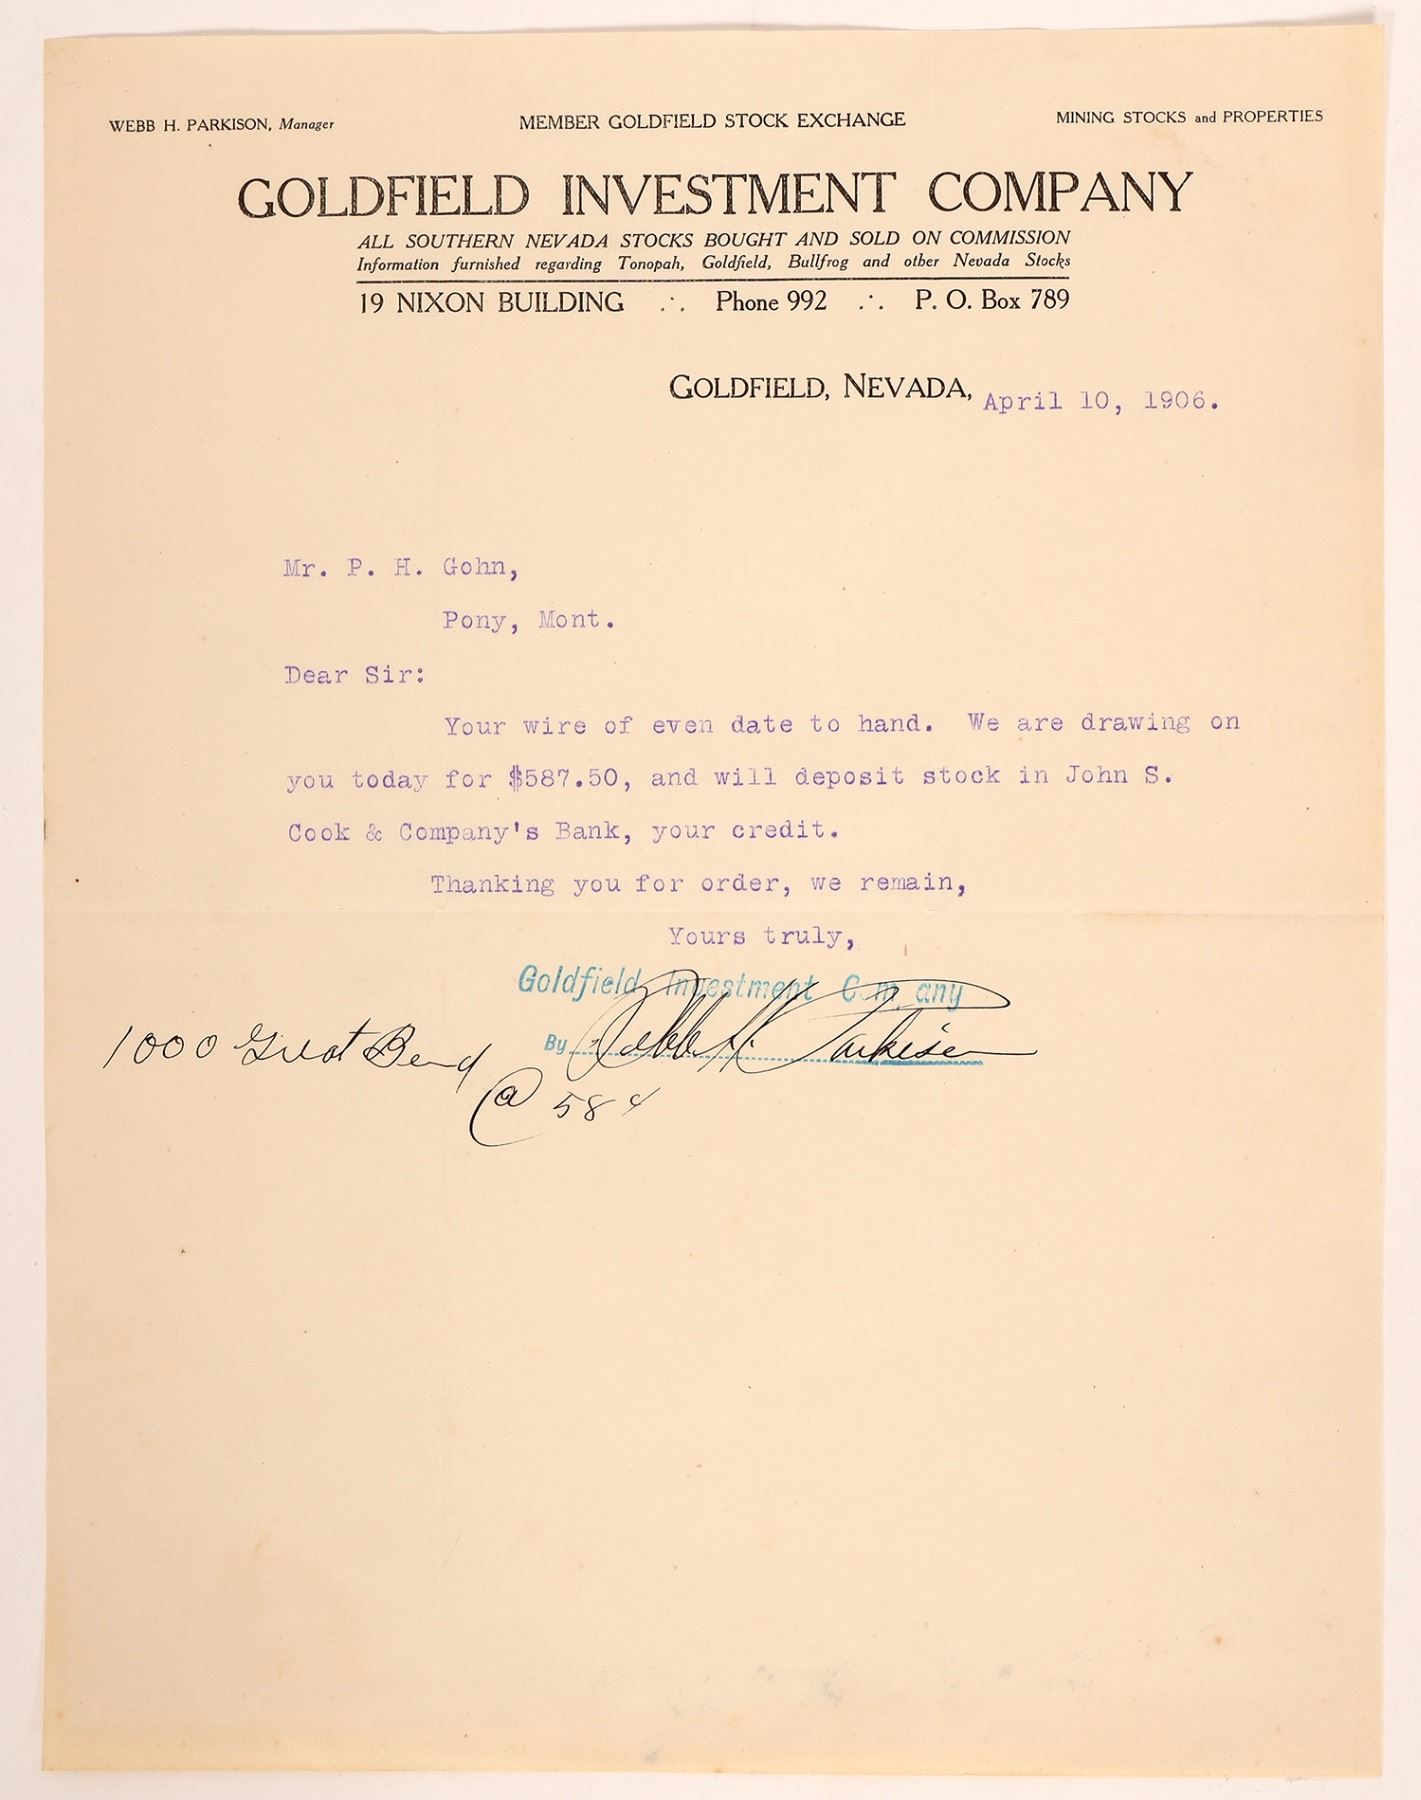 WEBB H. PARKISON, Manager
MEMBER GOLDFIELD STOCK EXCHANGE
MINING STOCKS and PROPERTIES
GOLDFIELD INVESTMENT COMPANY
ALL SOUTHERN NEVADA STOCKS BOUGHT AND SOLD ON COMMISSION
Information furnished regarding Tonopah, Goldfield, Bullfrog and other Nevada Stocks
19 NIXON BUILDING ∴ Phone 992 ∴ P. O. Box 789
GOLDFIELD, NEVADA, April 10, 1906.
Mr. P. H. Gohn,
Pony, Mont.
Dear Sir:
Your wire of even date to hand. We are drawing on
you today for $587.50, and will deposit stock in John S.
Cook & Company's Bank, your credit.
Thanking you for order, we remain,
Yours truly,
Goldfield Investment Company
By Webb H. Parkison
1000 Great Bend
@ 58¢